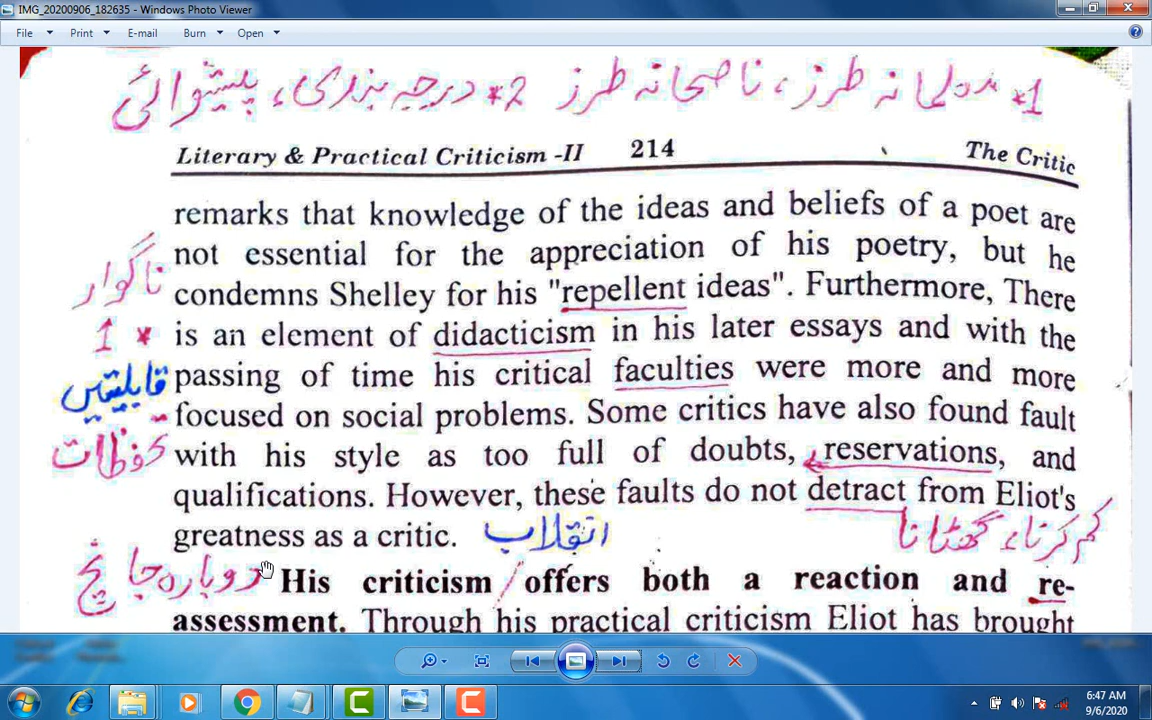 IMG_20200906_182635 - Windows Photo Viewer
File Print E-mail Burn Open
1* مدلمانہ طرز، ناصحانہ طرز 2* درجہ بندی، پیشوائی
Literary & Practical Criticism -II 214 The Critic
remarks that knowledge of the ideas and beliefs of a poet are
not essential for the appreciation of his poetry, but he
ناگوار condemns Shelley for his "repellent ideas". Furthermore, There
1 * is an element of didacticism in his later essays and with the
قابلیتیں passing of time his critical faculties were more and more
focused on social problems. Some critics have also found fault
تحفظات with his style as too full of doubts, reservations, and
qualifications. However, these faults do not detract from Eliot's
greatness as a critic. انقلاب کم کرنا، گھٹانا
دوبارہ جانچ His criticism offers both a reaction and re-
assessment. Through his practical criticism Eliot has brought
6:47 AM
9/6/2020